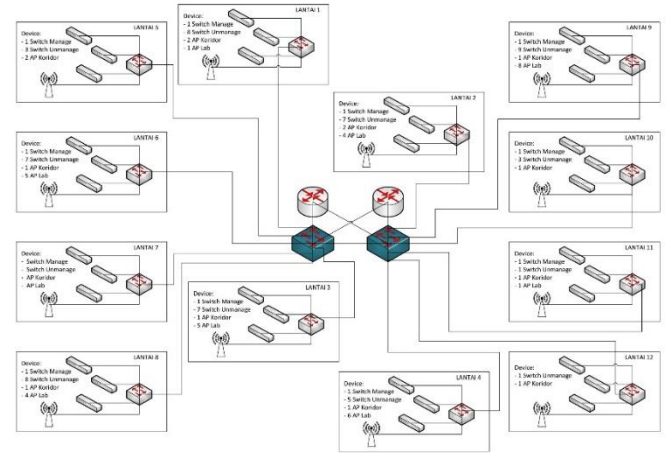 LANTAI 5
Device:
- 1 Switch Manage
- 3 Switch Unmanage
- 2 AP Koridor
LANTAI 1
Device:
- 1 Switch Manage
- 8 Switch Unmanage
- 2 AP Koridor
- 1 AP Lab
LANTAI 9
Device:
- 1 Switch Manage
- 9 Switch Unmanage
- 1 AP Koridor
- 8 AP Lab
LANTAI 2
Device:
- 1 Switch Manage
- 7 Switch Unmanage
- 2 AP Koridor
- 4 AP Lab
LANTAI 6
Device:
- 1 Switch Manage
- 7 Switch Unmanage
- 1 AP Koridor
- 5 AP Lab
LANTAI 10
Device:
- 1 Switch Manage
- 3 Switch Unmanage
- 1 AP Koridor
LANTAI 7
Device:
- Switch Manage
- Switch Unmanage
- AP Koridor
- AP Lab
LANTAI 11
Device:
- 1 Switch Manage
- 1 Switch Unmanage
- 1 AP Koridor
LANTAI 3
Device:
- 1 Switch Manage
- 7 Switch Unmanage
- 1 AP Koridor
- 5 AP Lab
LANTAI 8
Device:
- 1 Switch Manage
- 8 Switch Unmanage
- 1 AP Koridor
- 4 AP Lab
LANTAI 4
Device:
- 1 Switch Manage
- 5 Switch Unmanage
- 1 AP Koridor
- 6 AP Lab
LANTAI 12
Device:
- 1 Switch Unmanage
- 1 AP Koridor